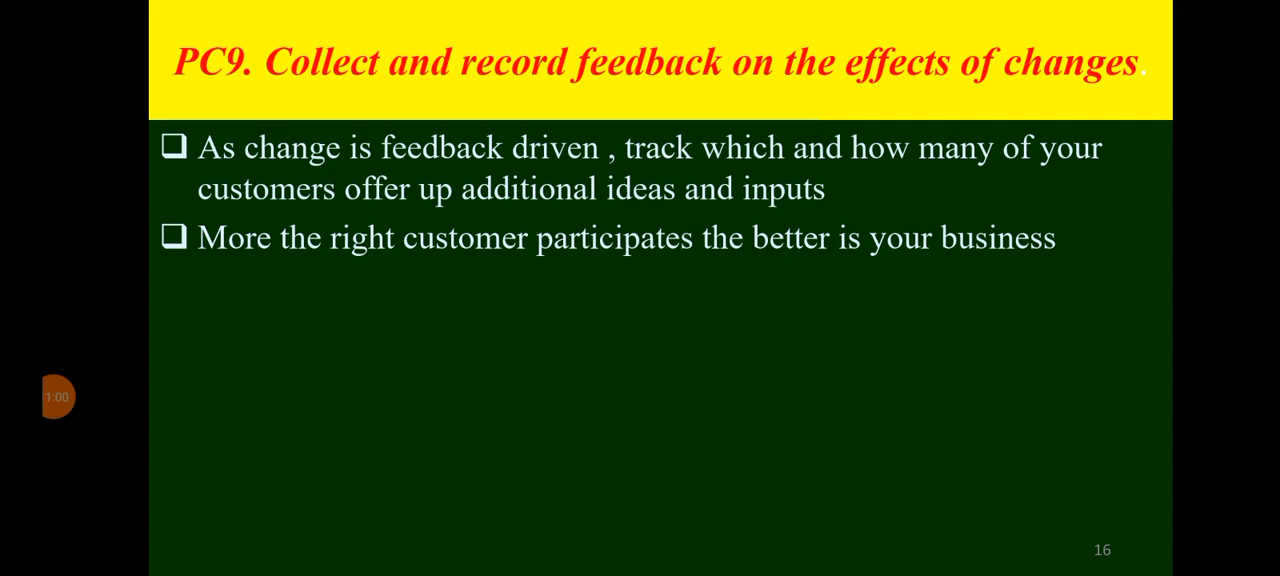 PC9. Collect and record feedback on the effects of changes.
❑ As change is feedback driven , track which and how many of your
customers offer up additional ideas and inputs
❑ More the right customer participates the better is your business
1:00
16